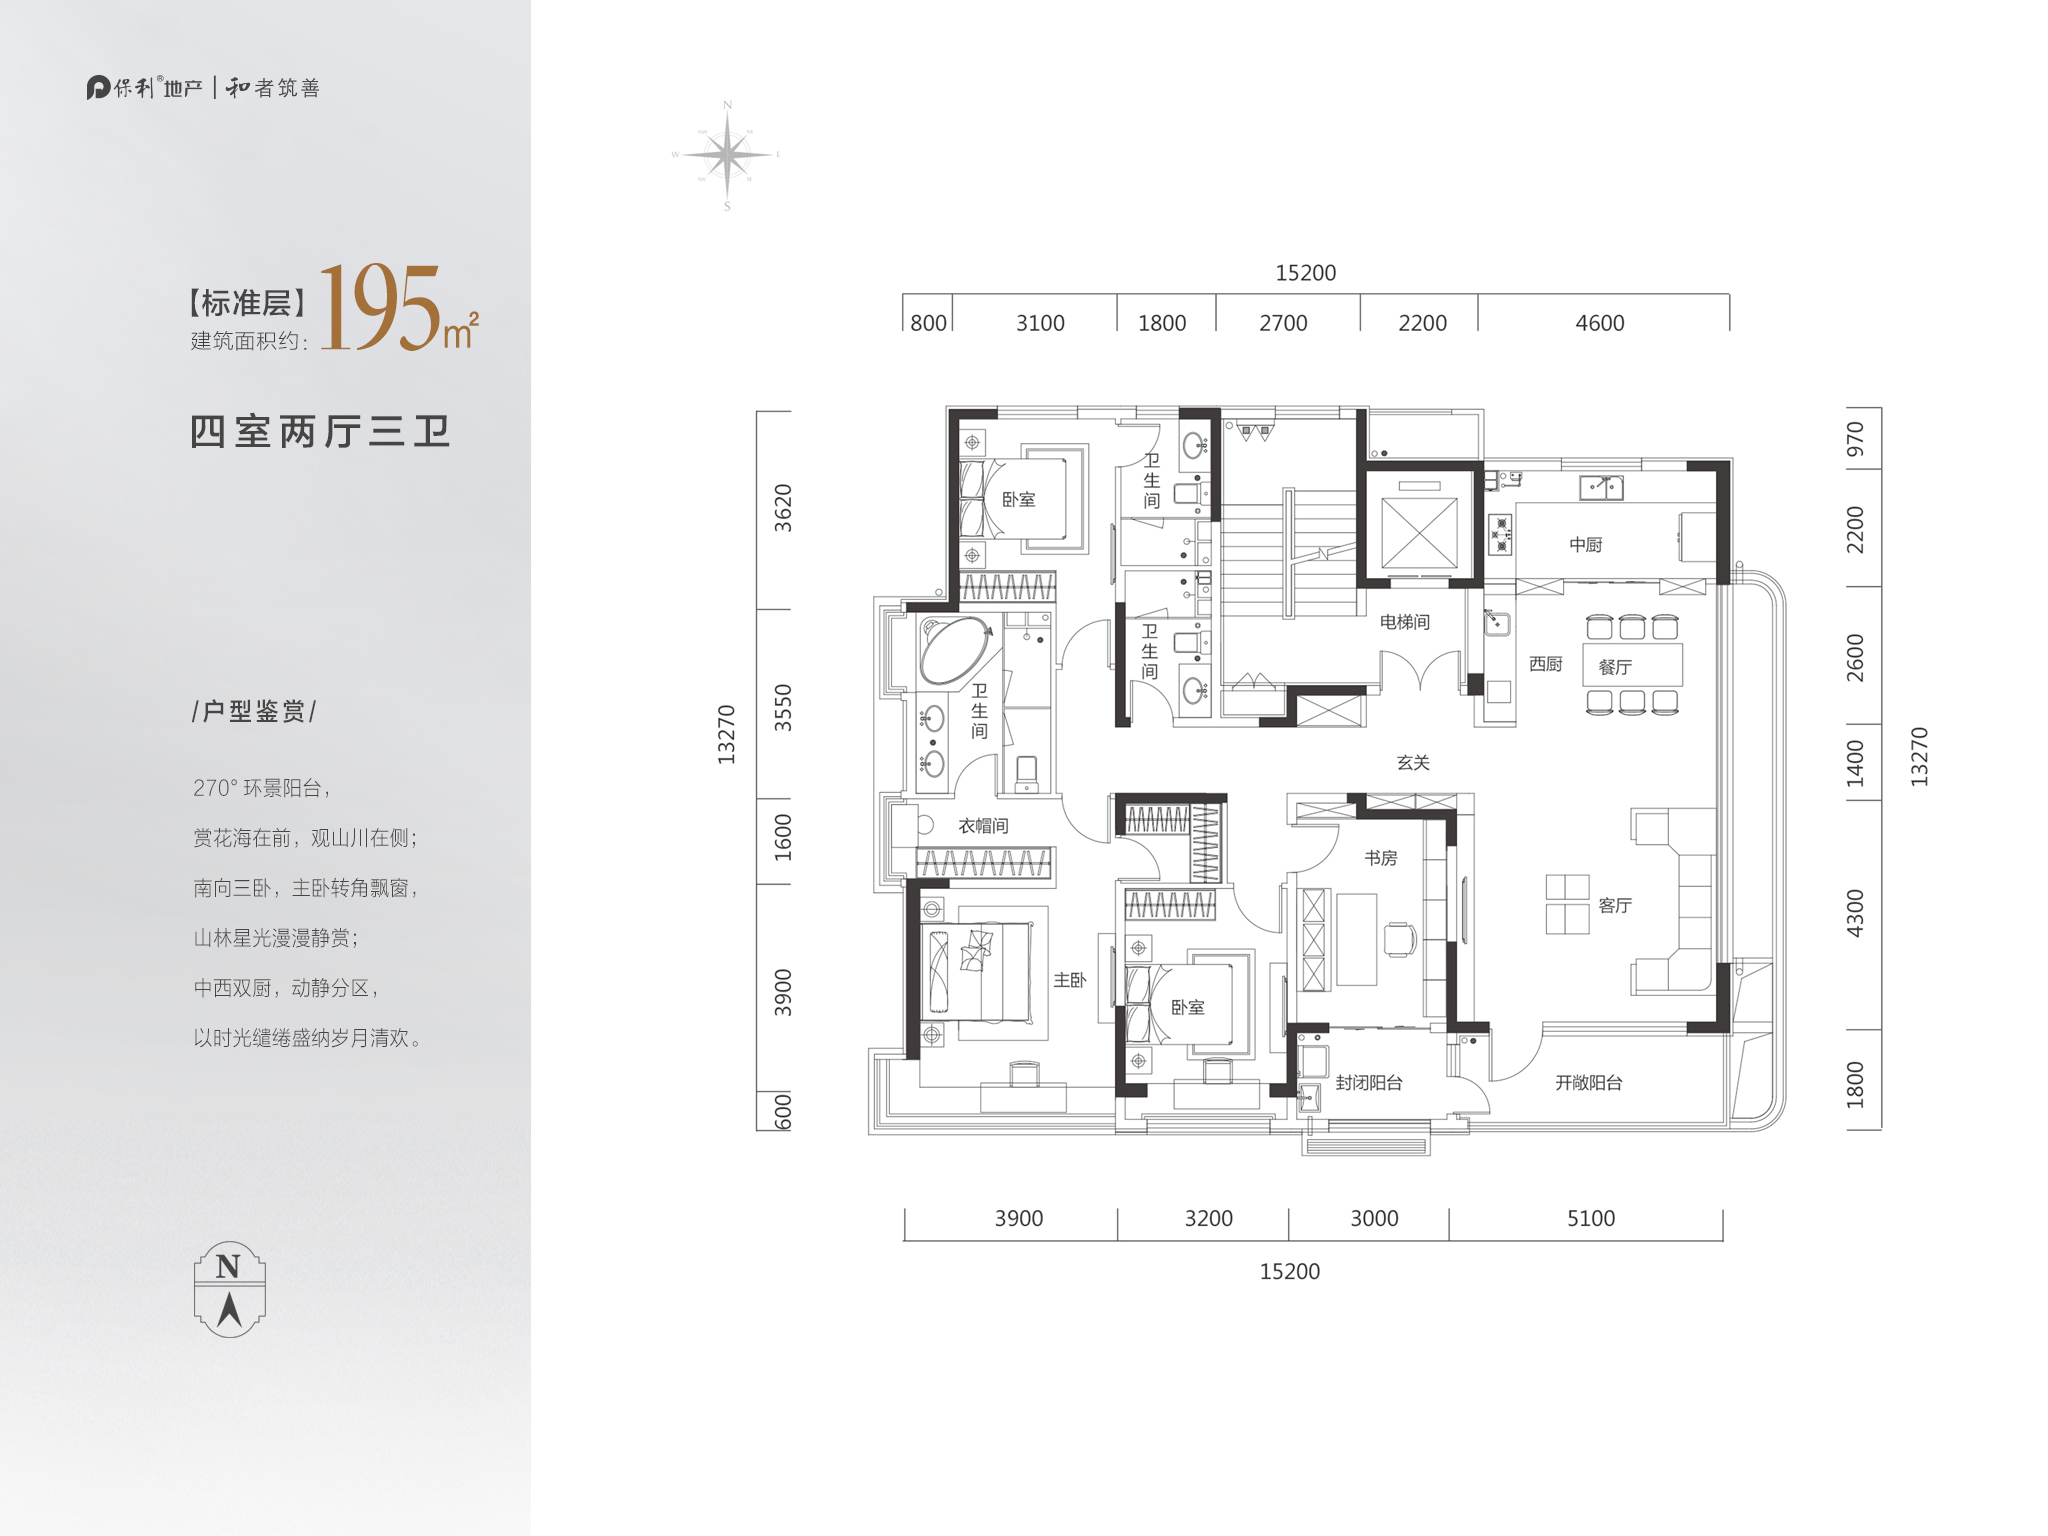 保利®地产|和者筑善
【标准层】
建筑面积约：195㎡
四室两厅三卫
/户型鉴赏/
270°环景阳台，
赏花海在前，观山川在侧；
南向三卧，主卧转角飘窗，
山林星光漫漫静赏；
中西双厨，动静分区，
以时光缱绻盛纳岁月清欢。
N
N
W
E
S
15200
800 3100 1800 2700 2200 4600
13270
3620
3550
1600
3900
600
卧室
卫生间
中厨
电梯间
卫生间
西厨
餐厅
卫生间
玄关
衣帽间
书房
客厅
主卧
卧室
封闭阳台
开敞阳台
970
2200
2600
1400
4300
1800
13270
3900 3200 3000 5100
15200